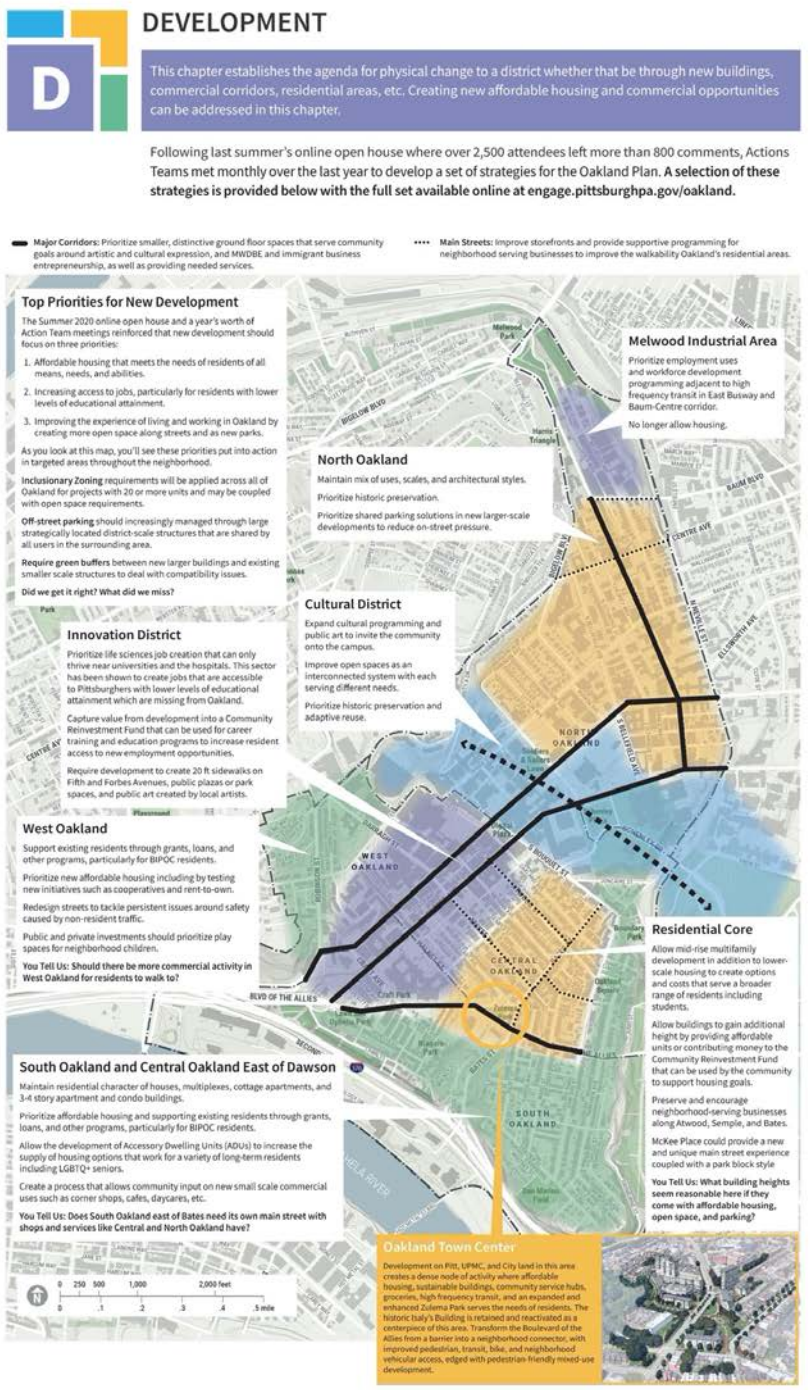 DEVELOPMENT
D
This chapter establishes the agenda for physical change to a district whether that be through new buildings,
commercial corridors, residential areas, etc. Creating new affordable housing and commercial opportunities
can be addressed in this chapter.
Following last summer's online open house where over 2,500 attendees left more than 800 comments, Actions
Teams met monthly over the last year to develop a set of strategies for the Oakland Plan. A selection of these
strategies is provided below with the full set available online at engage.pittsburghpa.gov/oakland.
Major Corridors: Prioritize smaller, distinctive ground floor spaces that serve community
goals around artistic and cultural expression, and MWDBE and immigrant business
entrepreneurship, as well as providing needed services.
Main Streets: Improve storefronts and provide supportive programming for
neighborhood serving businesses to improve the walkability Oakland's residential areas.
Top Priorities for New Development
The Summer 2020 online open house and a year's worth of
Action Team meetings reinforced that new development should
focus on three priorities:
1. Affordable housing that meets the needs of residents of all
means, needs, and abilities.
2. Increasing access to jobs, particularly for residents with lower
levels of educational attainment.
3. Improving the experience of living and working in Oakland by
creating more open space along streets and as new parks.
As you look at this map, you'll see these priorities put into action
in targeted areas throughout the neighborhood.
Inclusionary Zoning requirements will be applied across all of
Oakland for projects with 20 or more units and may be coupled
with open space requirements.
Off-street parking should increasingly managed through large
strategically located district-scale structures that are shared by
all users in the surrounding area.
Require green buffers between new larger buildings and existing
smaller scale structures to deal with compatibility issues.
Did we get it right? What did we miss?
Melwood Industrial Area
Prioritize employment uses
and workforce development
programming adjacent to high
frequency transit in East Busway and
Baum-Centre corridor.
No longer allow housing.
North Oakland
Maintain mix of uses, scales, and architectural styles.
Prioritize historic preservation.
Prioritize shared parking solutions in new larger-scale
developments to reduce on-street pressure.
Cultural District
Expand cultural programming and
public art to invite the community
onto the campus.
Improve open spaces as an
interconnected system with each
serving different needs.
Prioritize historic preservation and
adaptive reuse.
Innovation District
Prioritize life sciences job creation that can only
thrive near universities and the hospitals. This sector
has been shown to create jobs that are accessible
to Pittsburghers with lower levels of educational
attainment which are missing from Oakland.
Capture value from development into a Community
Reinvestment Fund that can be used for career
training and education programs to increase resident
access to new employment opportunities.
Require development to create 20 ft sidewalks on
Fifth and Forbes Avenues, public plazas or park
spaces, and public art created by local artists.
West Oakland
Support existing residents through grants, loans, and
other programs, particularly for BIPOC residents.
Prioritize new affordable housing including by testing
new initiatives such as cooperatives and rent-to-own.
Redesign streets to tackle persistent issues around safety
caused by non-resident traffic.
Public and private investments should prioritize play
spaces for neighborhood children.
You Tell Us: Should there be more commercial activity in
West Oakland for residents to walk to?
Residential Core
Allow mid-rise multifamily
development in addition to lower-
scale housing to create options
and costs that serve a broader
range of residents including
students.
Allow buildings to gain additional
height by providing affordable
units or contributing money to the
Community Reinvestment Fund
that can be used by the community
to support housing goals.
Preserve and encourage
neighborhood-serving businesses
along Atwood, Semple, and Bates.
McKee Place could provide a new
and unique main street experience
coupled with a park block style
You Tell Us: What building heights
seem reasonable here if they
come with affordable housing,
open space, and parking?
South Oakland and Central Oakland East of Dawson
Maintain residential character of houses, multiplexes, cottage apartments, and
3-4 story apartment and condo buildings.
Prioritize affordable housing and supporting existing residents through grants,
loans, and other programs, particularly for BIPOC residents.
Allow the development of Accessory Dwelling Units (ADUs) to increase the
supply of housing options that work for a variety of long-term residents
including LGBTQ+ seniors.
Create a process that allows community input on new small scale commercial
uses such as corner shops, cafes, daycares, etc.
You Tell Us: Does South Oakland east of Bates need its own main street with
shops and services like Central and North Oakland have?
Oakland Town Center
Development on Pitt, UPMC, and City land in this area
creates a dense node of activity where affordable
housing, sustainable buildings, community service hubs,
groceries, high frequency transit, and an expanded and
enhanced Zulema Park serves the needs of residents. The
historic Isaly's Building is retained and reactivated as a
centerpiece of this area. Transform the Boulevard of the
Allies from a barrier into a neighborhood connector, with
improved pedestrian, transit, bike, and neighborhood
vehicular access, edged with pedestrian-friendly mixed-use
development.
Melwood
Park
Harris
Triangle
BIGELOW BLVD
BAUM BLVD
CENTRE AVE
BIGELOW BLVD
N NEVILLE ST
ELLSWORTH AVE
NORTH
OAKLAND
S BELLEFIELD AVE
CENTRE AV
Playground
WEST
OAKLAND
S BOUQUET ST
CENTRAL
OAKLAND
Boundary
Park
BLVD OF THE ALLIES
BATES ST
SOUTH
OAKLAND
N
0 250 500 1,000 2,000 feet
0 .1 .2 .3 .4 .5 mile